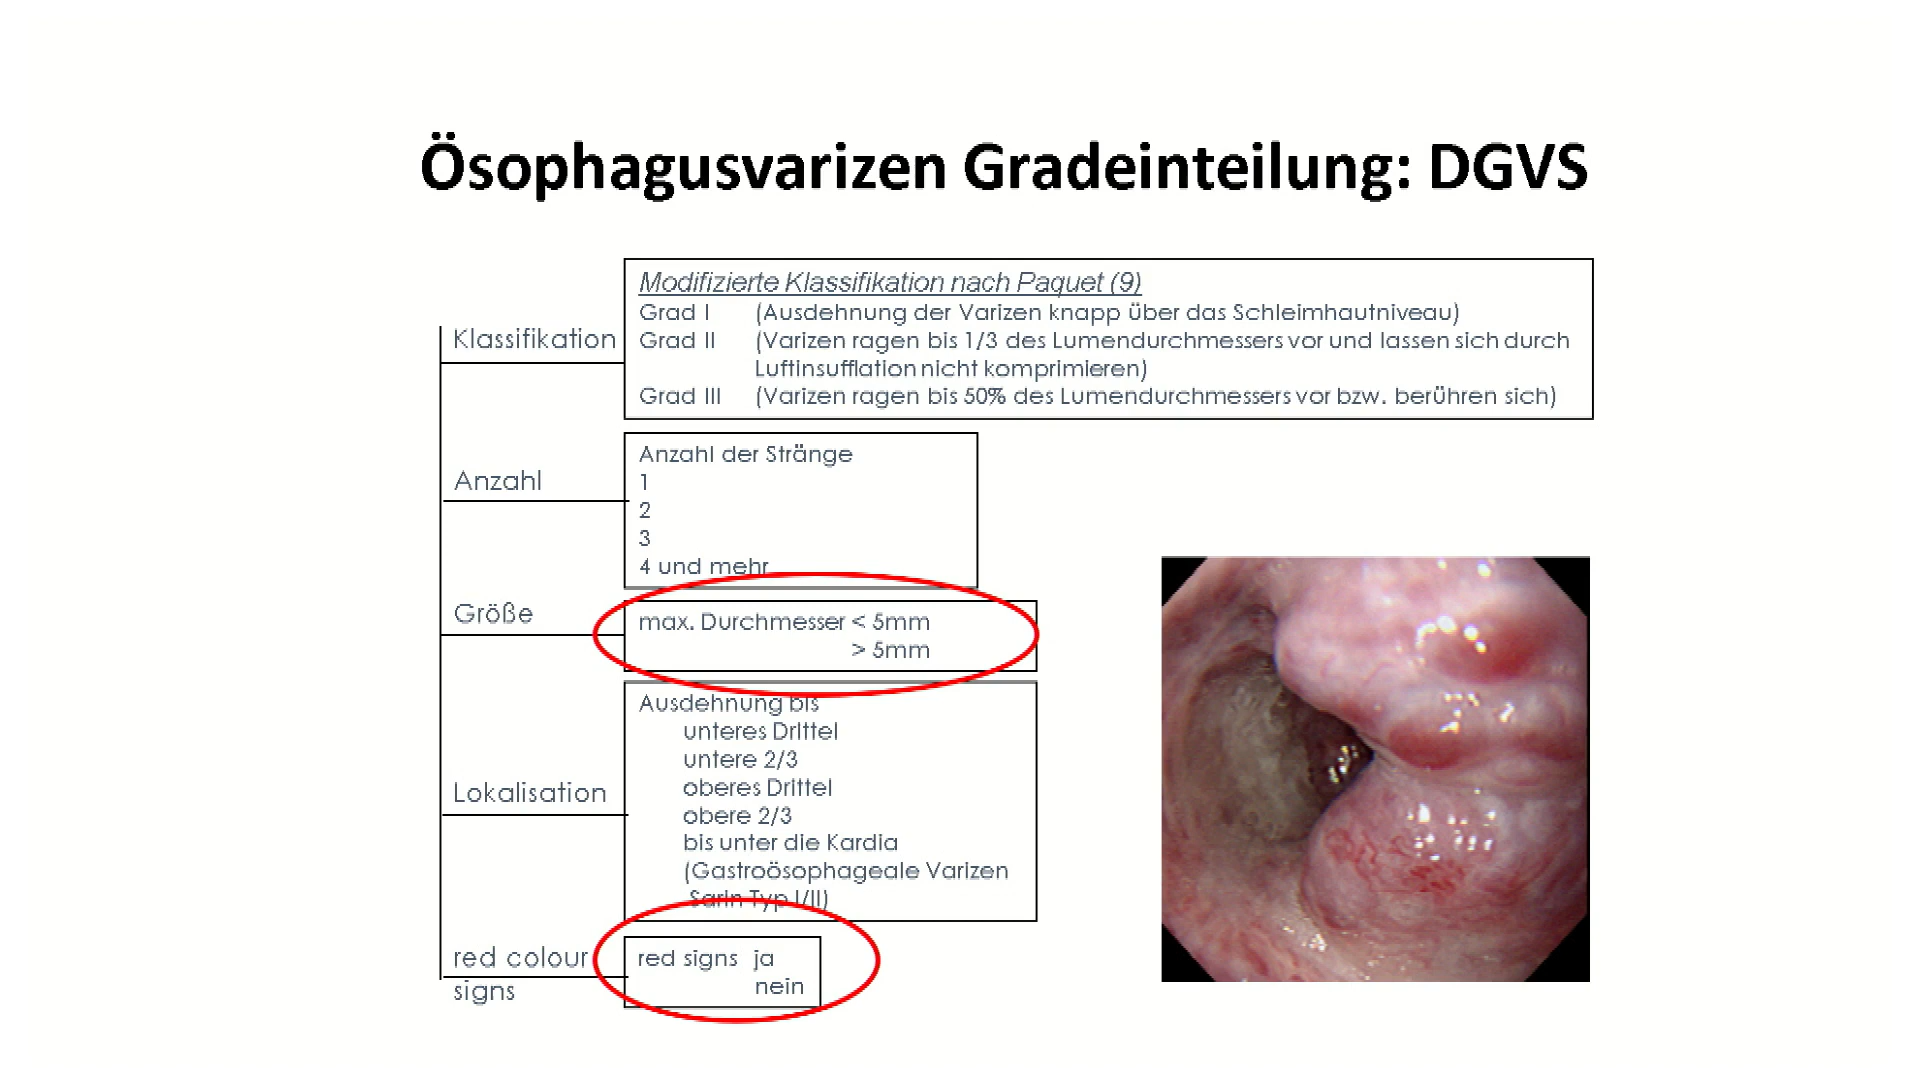 Ösophagusvarizen Gradeinteilung: DGVS
Klassifikation
Modifizierte Klassifikation nach Paquet (9)
Grad I (Ausdehnung der Varizen knapp über das Schleimhautniveau)
Grad II (Varizen ragen bis 1/3 des Lumendurchmessers vor und lassen sich durch
Luftinsufflation nicht komprimieren)
Grad III (Varizen ragen bis 50% des Lumendurchmessers vor bzw. berühren sich)
Anzahl
Anzahl der Stränge
1
2
3
4 und mehr
Größe
max. Durchmesser < 5mm
> 5mm
Lokalisation
Ausdehnung bis
unteres Drittel
untere 2/3
oberes Drittel
obere 2/3
bis unter die Kardia
(Gastroösophageale Varizen
Sarin Typ I/II)
red colour
signs
red signs ja
nein